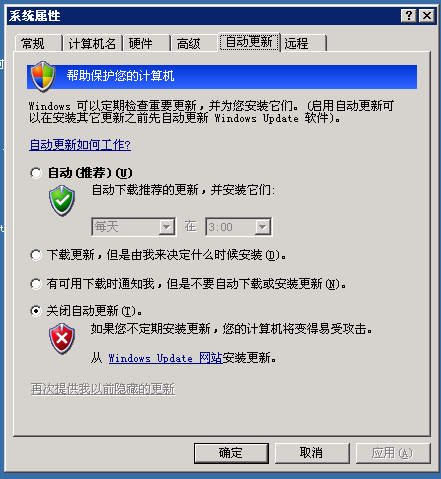 系统属性
常规 计算机名 硬件 高级 自动更新 远程
帮助保护您的计算机
Windows 可以定期检查重要更新，并为您安装它们。(启用自动更新可
以在安装其它更新之前先自动更新 Windows Update 软件)。
自动更新如何工作?
自动(推荐)(U)
自动下载推荐的更新，并安装它们:
每天 在 3:00
下载更新，但是由我来决定什么时候安装(D)。
有可用下载时通知我，但是不要自动下载或安装更新(N)。
关闭自动更新(T)。
如果您不定期安装更新，您的计算机将变得易受攻击。
从 Windows Update 网站安装更新。
再次提供我以前隐藏的更新
确定 取消 应用(A)